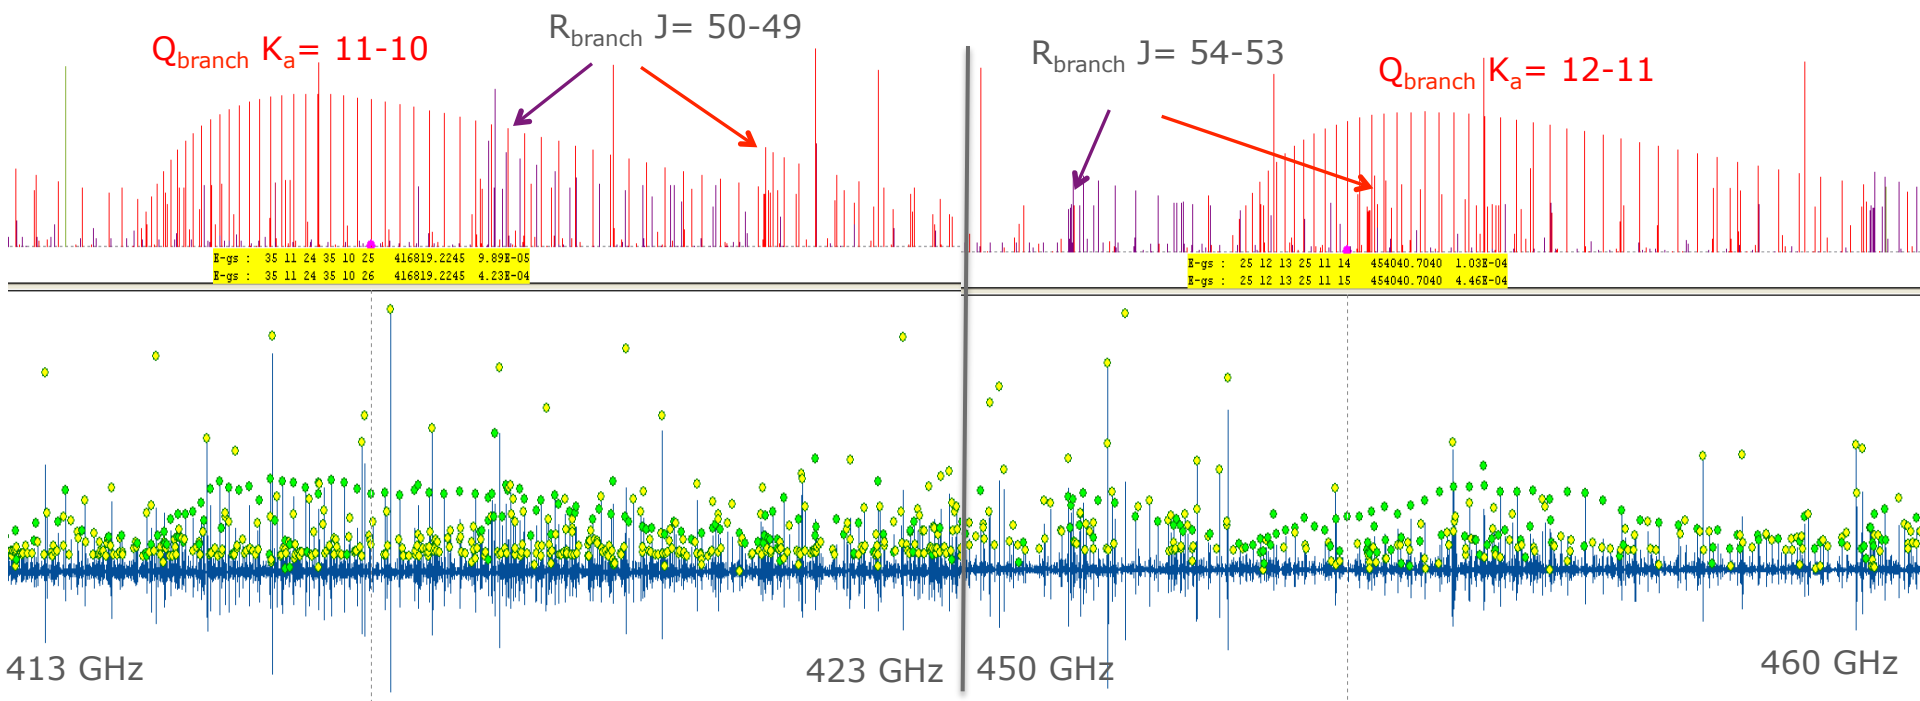 Qbranch Ka= 11-10
Rbranch J= 50-49
Rbranch J= 54-53
Qbranch Ka= 12-11
E-gs : 35 11 24 35 10 25 416819.2245 9.89E-05
E-gs : 35 11 24 35 10 26 416819.2245 4.23E-04
E-gs : 25 12 13 25 11 14 454040.7040 1.03E-04
E-gs : 25 12 13 25 11 15 454040.7040 4.46E-04
413 GHz
423 GHz
450 GHz
460 GHz